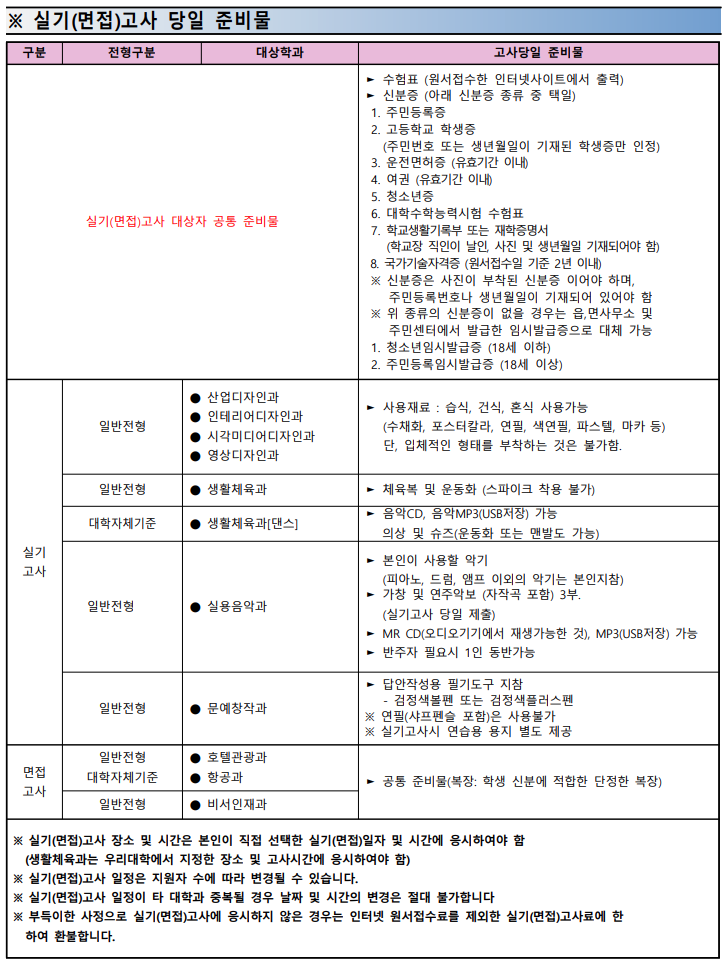 ※ 실기(면접)고사 당일 준비물
구분 전형구분 대상학과 고사당일 준비물
실기(면접)고사 대상자 공통 준비물
► 수험표 (원서접수한 인터넷사이트에서 출력)
► 신분증 (아래 신분증 종류 중 택일)
1. 주민등록증
2. 고등학교 학생증
(주민번호 또는 생년월일이 기재된 학생증만 인정)
3. 운전면허증 (유효기간 이내)
4. 여권 (유효기간 이내)
5. 청소년증
6. 대학수학능력시험 수험표
7. 학교생활기록부 또는 재학증명서
(학교장 직인이 날인, 사진 및 생년월일 기재되어야 함)
8. 국가기술자격증 (원서접수일 기준 2년 이내)
※ 신분증은 사진이 부착된 신분증 이어야 하며,
주민등록번호나 생년월일이 기재되어 있어야 함
※ 위 종류의 신분증이 없을 경우는 읍,면사무소 및
주민센터에서 발급한 임시발급증으로 대체 가능
1. 청소년임시발급증 (18세 이하)
2. 주민등록임시발급증 (18세 이상)
실기
고사
일반전형
● 산업디자인과
● 인테리어디자인과
● 시각미디어디자인과
● 영상디자인과
► 사용재료 : 습식, 건식, 혼식 사용가능
(수채화, 포스터칼라, 연필, 색연필, 파스텔, 마카 등)
단, 입체적인 형태를 부착하는 것은 불가함.
일반전형 ● 생활체육과 ► 체육복 및 운동화 (스파이크 착용 불가)
대학자체기준 ● 생활체육과[댄스]
► 음악CD, 음악MP3(USB저장) 가능
의상 및 슈즈(운동화 또는 맨발도 가능)
일반전형 ● 실용음악과
► 본인이 사용할 악기
(피아노, 드럼, 앰프 이외의 악기는 본인지참)
► 가창 및 연주악보 (자작곡 포함) 3부.
(실기고사 당일 제출)
► MR CD(오디오기기에서 재생가능한 것), MP3(USB저장) 가능
► 반주자 필요시 1인 동반가능
일반전형 ● 문예창작과
► 답안작성용 필기도구 지참
- 검정색볼펜 또는 검정색플러스펜
※ 연필(샤프펜슬 포함)은 사용불가
※ 실기고사시 연습용 용지 별도 제공
면접
고사
일반전형 ● 호텔관광과
대학자체기준 ● 항공과
일반전형 ● 비서인재과
► 공통 준비물(복장: 학생 신분에 적합한 단정한 복장)
※ 실기(면접)고사 장소 및 시간은 본인이 직접 선택한 실기(면접)일자 및 시간에 응시하여야 함
(생활체육과는 우리대학에서 지정한 장소 및 고사시간에 응시하여야 함)
※ 실기(면접)고사 일정은 지원자 수에 따라 변경될 수 있습니다.
※ 실기(면접)고사 일정이 타 대학과 중복될 경우 날짜 및 시간의 변경은 절대 불가합니다
※ 부득이한 사정으로 실기(면접)고사에 응시하지 않은 경우는 인터넷 원서접수료를 제외한 실기(면접)고사료에 한
하여 환불합니다.